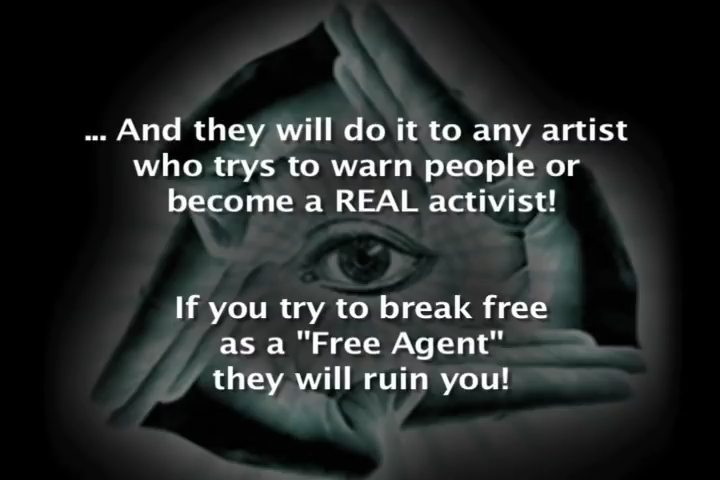 ... And they will do it to any artist
who trys to warn people or
become a REAL activist!
If you try to break free
as a "Free Agent"
they will ruin you!